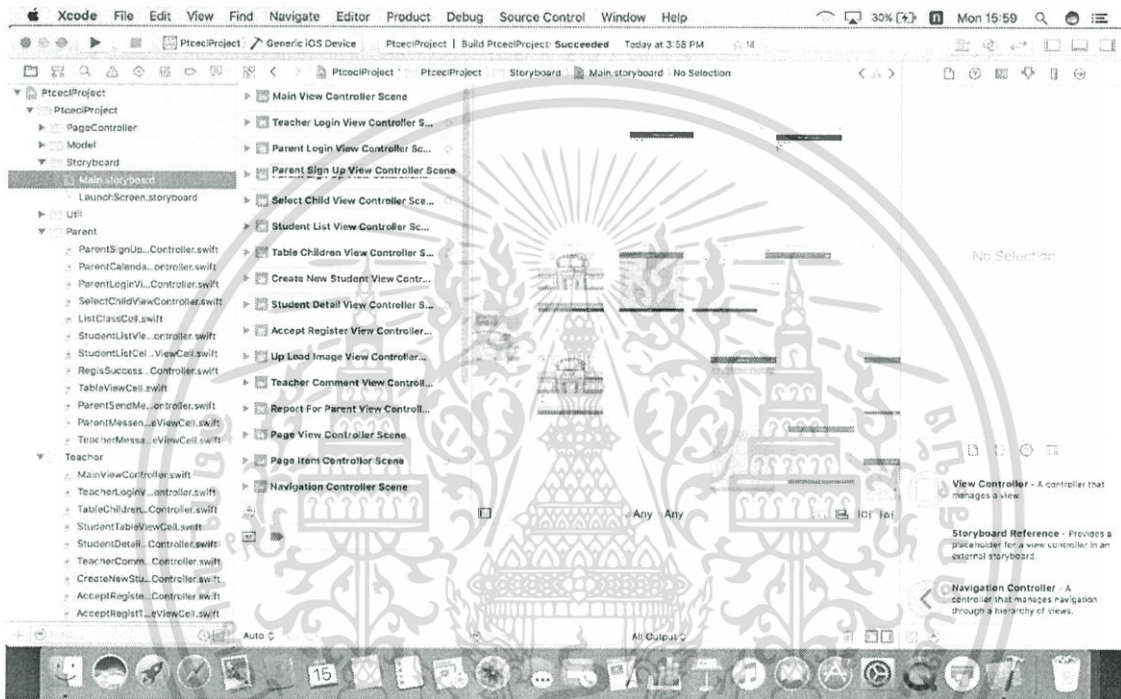 Xcode File Edit View Find Navigate Editor Product Debug Source Control Window Help 30% Mon 15:59
PtceciProject Generic iOS Device PtceciProject | Build PtceciProject: Succeeded Today at 3:58 PM 18
PtceciProject PtceciProject Storyboard Main.storyboard No Selection
PtceciProject
PtceciProject
PageController
Model
Storyboard
Main.storyboard
LaunchScreen.storyboard
Util
Parent
ParentSignUp...Controller.swift
ParentCalenda...ontroller.swift
ParentLoginVi...Controller.swift
SelectChildViewController.swift
ListClassCell.swift
StudentListVie...ontroller.swift
StudentListCel...ViewCell.swift
RegisSuccess...Controller.swift
TableViewCell.swift
ParentSendMe...ontroller.swift
ParentMessen...eViewCell.swift
TeacherMessa...eViewCell.swift
Teacher
MainViewController.swift
TeacherLoginV...ontroller.swift
TableChildren...Controller.swift
StudentTableViewCell.swift
StudentDetail...Controller.swift
TeacherComm...Controller.swift
CreateNewStu...Controller.swift
AcceptRegiste...Controller.swift
AcceptRegistT...eViewCell.swift
Main View Controller Scene
Teacher Login View Controller S...
Parent Login View Controller Sc...
Parent Sign Up View Controller Scene
Select Child View Controller Sce...
Student List View Controller Sc...
Table Children View Controller S...
Create New Student View Contr...
Student Detail View Controller S...
Accept Register View Controller...
Up Load Image View Controller...
Teacher Comment View Controll...
Report For Parent View Controll...
Page View Controller Scene
Page Item Controller Scene
Navigation Controller Scene
Any Any
Auto
All Output
No Selection
View Controller - A controller that
manages a view.
Storyboard Reference - Provides a
placeholder for a view controller in an
external storyboard.
Navigation Controller - A
controller that manages navigation
through a hierarchy of views.
15